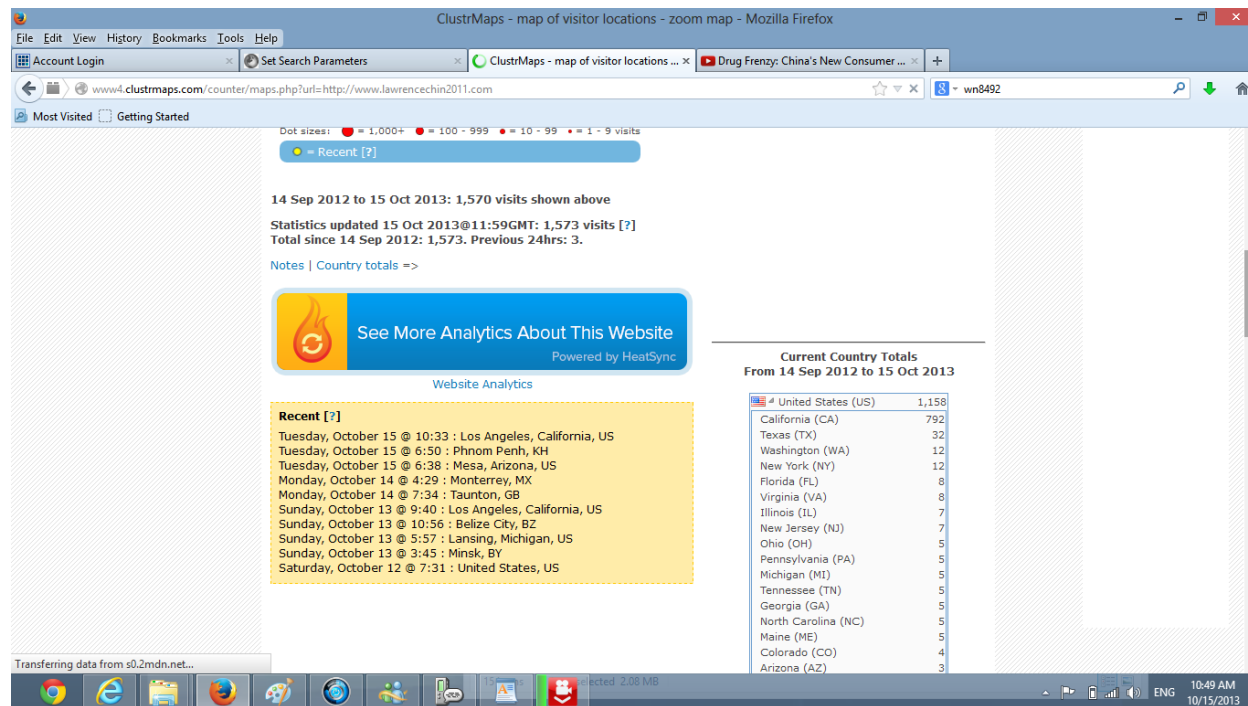 ClustrMaps - map of visitor locations - zoom map - Mozilla Firefox
File Edit View History Bookmarks Tools Help
Account Login
Set Search Parameters
ClustrMaps - map of visitor locations ...
Drug Frenzy: China's New Consumer ...
www4.clustrmaps.com/counter/maps.php?url=http://www.lawrencechin2011.com
wn8492
Most Visited Getting Started
Dot sizes: = 1,000+ = 100 - 999 = 10 - 99 = 1 - 9 visits
= Recent [?]
14 Sep 2012 to 15 Oct 2013: 1,570 visits shown above
Statistics updated 15 Oct 2013@11:59GMT: 1,573 visits [?]
Total since 14 Sep 2012: 1,573. Previous 24hrs: 3.
Notes | Country totals =>
See More Analytics About This Website
Powered by HeatSync
Website Analytics
Recent [?]
Tuesday, October 15 @ 10:33 : Los Angeles, California, US
Tuesday, October 15 @ 6:50 : Phnom Penh, KH
Tuesday, October 15 @ 6:38 : Mesa, Arizona, US
Monday, October 14 @ 4:29 : Monterrey, MX
Monday, October 14 @ 7:34 : Taunton, GB
Sunday, October 13 @ 9:40 : Los Angeles, California, US
Sunday, October 13 @ 10:56 : Belize City, BZ
Sunday, October 13 @ 5:57 : Lansing, Michigan, US
Sunday, October 13 @ 3:45 : Minsk, BY
Saturday, October 12 @ 7:31 : United States, US
Current Country Totals
From 14 Sep 2012 to 15 Oct 2013
United States (US) 1,158
California (CA) 792
Texas (TX) 32
Washington (WA) 12
New York (NY) 12
Florida (FL) 8
Virginia (VA) 8
Illinois (IL) 7
New Jersey (NJ) 7
Ohio (OH) 5
Pennsylvania (PA) 5
Michigan (MI) 5
Tennessee (TN) 5
Georgia (GA) 5
North Carolina (NC) 5
Maine (ME) 5
Colorado (CO) 4
Arizona (AZ) 3
Transferring data from s0.2mdn.net...
2.08 MB
ENG
10:49 AM
10/15/2013